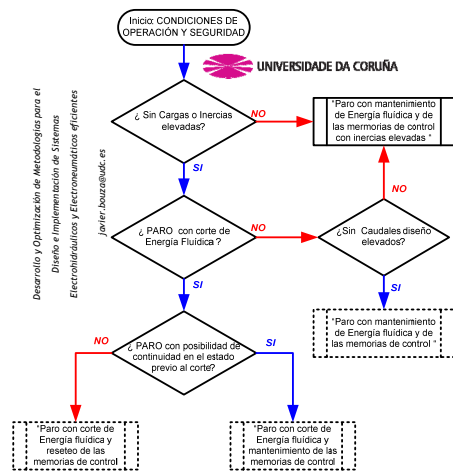 Inicio: CONDICIONES DE
OPERACIÓN Y SEGURIDAD
UNIVERSIDADE DA CORUÑA
Desarrollo y Optimización de Metodologías para el
Diseño e Implementación de Sistemas
Electrohidráulicos y Electroneumáticos eficientes
javier.bouza@udc.es
¿ Sin Cargas o Inercias
elevadas?
NO
"Paro con mantenimiento
de Energía fluídica y de
las memorias de control
con inercias elevadas "
SI
NO
¿ PARO con corte de
Energía Fluídica ?
NO
¿Sin Caudales diseño
elevados?
SI
SI
"Paro con mantenimiento
de Energía fluídica y de
las memorias de control "
¿ PARO con posibilidad de
continuidad en el estado
previo al corte?
NO
SI
"Paro con corte de
Energía fluídica y
reseteo de las
memorias de control
"Paro con corte de
Energía fluídica y
mantenimiento de las
memorias de control